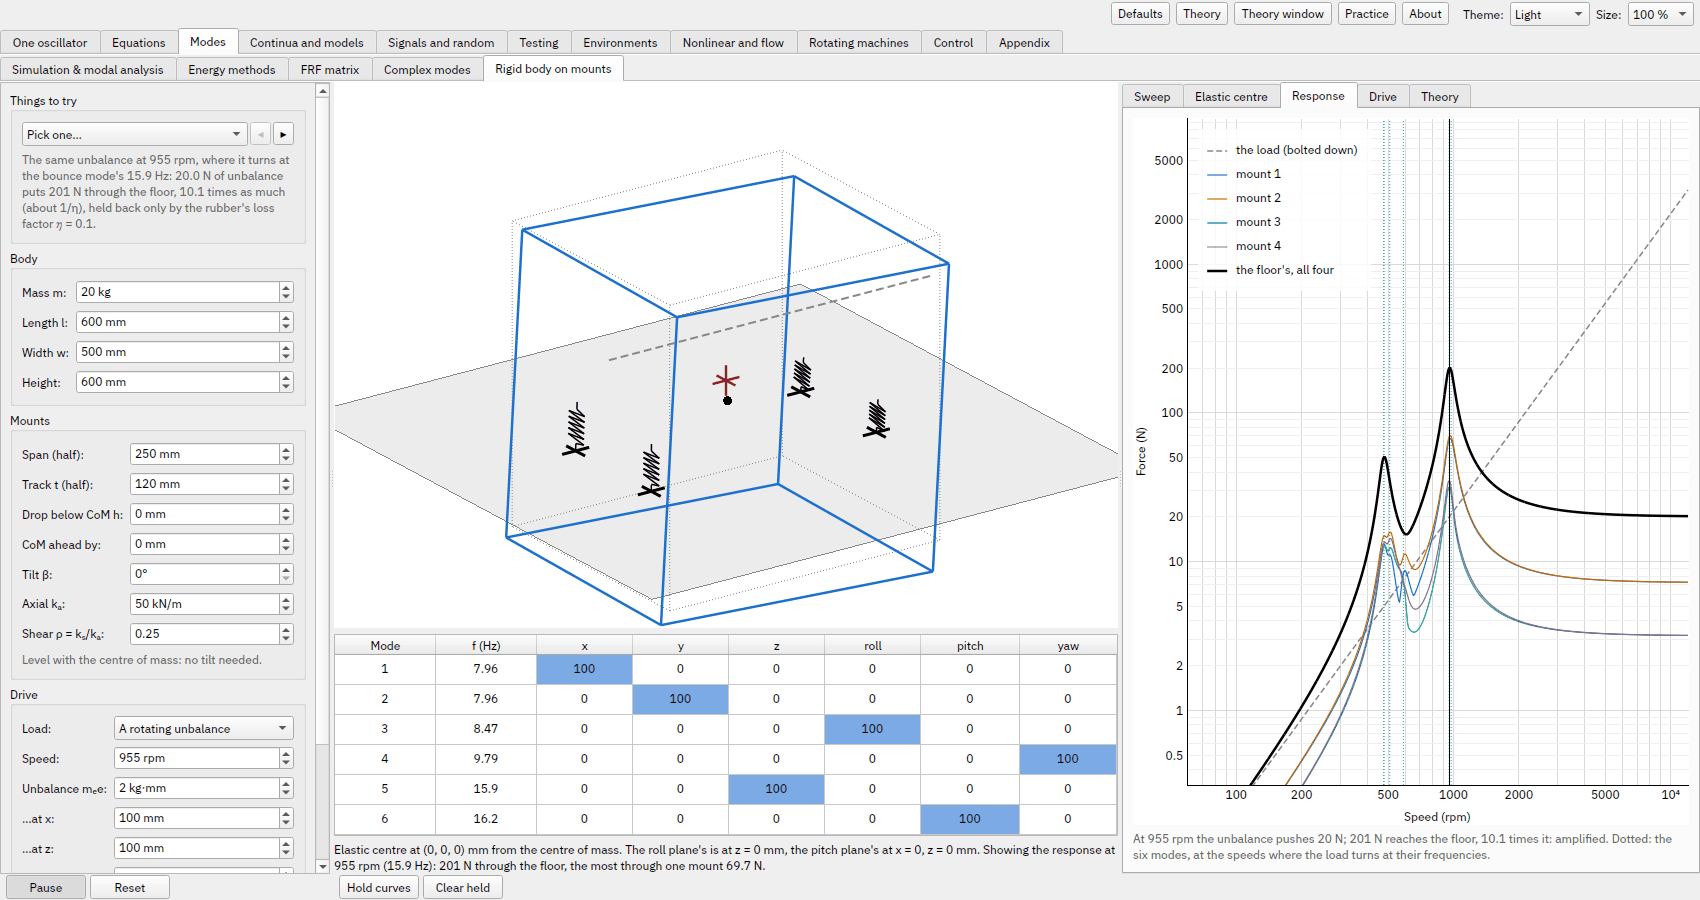 Defaults
Theory
Theory window
Practice
About
Theme:
Light
Size:
100 %
One oscillator
Equations
Modes
Continua and models
Signals and random
Testing
Environments
Nonlinear and flow
Rotating machines
Control
Appendix
Simulation & modal analysis
Energy methods
FRF matrix
Complex modes
Rigid body on mounts
Things to try
Pick one...
The same unbalance at 955 rpm, where it turns at
the bounce mode's 15.9 Hz: 20.0 N of unbalance
puts 201 N through the floor, 10.1 times as much
(about 1/η), held back only by the rubber's loss
factor η = 0.1.
Body
Mass m:
20 kg
Length l:
600 mm
Width w:
500 mm
Height:
600 mm
Mounts
Span (half):
250 mm
Track t (half):
120 mm
Drop below CoM h:
0 mm
CoM ahead by:
0 mm
Tilt β:
0°
Axial kₐ:
50 kN/m
Shear ρ = kₛ/kₐ:
0.25
Level with the centre of mass: no tilt needed.
Drive
Load:
A rotating unbalance
Speed:
955 rpm
Unbalance mₑe:
2 kg·mm
...at x:
100 mm
...at z:
100 mm
Pause
Reset
Mode f (Hz) x y z roll pitch yaw
1 7.96 100 0 0 0 0 0
2 7.96 0 100 0 0 0 0
3 8.47 0 0 0 100 0 0
4 9.79 0 0 0 0 0 100
5 15.9 0 0 100 0 0 0
6 16.2 0 0 0 0 100 0
Elastic centre at (0, 0, 0) mm from the centre of mass. The roll plane's is at z = 0 mm, the pitch plane's at x = 0, z = 0 mm. Showing the response at
955 rpm (15.9 Hz): 201 N through the floor, the most through one mount 69.7 N.
Hold curves
Clear held
Sweep
Elastic centre
Response
Drive
Theory
the load (bolted down)
mount 1
mount 2
mount 3
mount 4
the floor's, all four
Force (N)
5000
2000
1000
500
200
100
50
20
10
5
2
1
0.5
100 200 500 1000 2000 5000 10⁴
Speed (rpm)
At 955 rpm the unbalance pushes 20 N; 201 N reaches the floor, 10.1 times it: amplified. Dotted: the
six modes, at the speeds where the load turns at their frequencies.